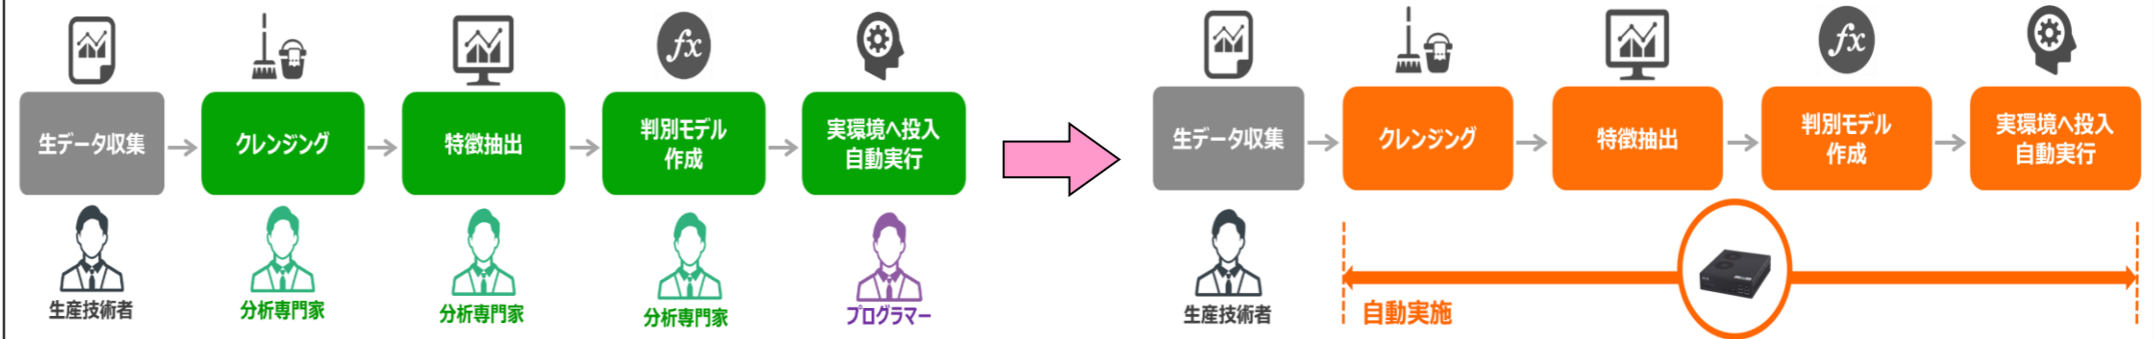 生データ収集
クレンジング
特徴抽出
判別モデル
作成
実環境へ投入
自動実行
生産技術者
分析専門家
分析専門家
分析専門家
プログラマー
生データ収集
クレンジング
特徴抽出
判別モデル
作成
実環境へ投入
自動実行
生産技術者
自動実施
fx
fx